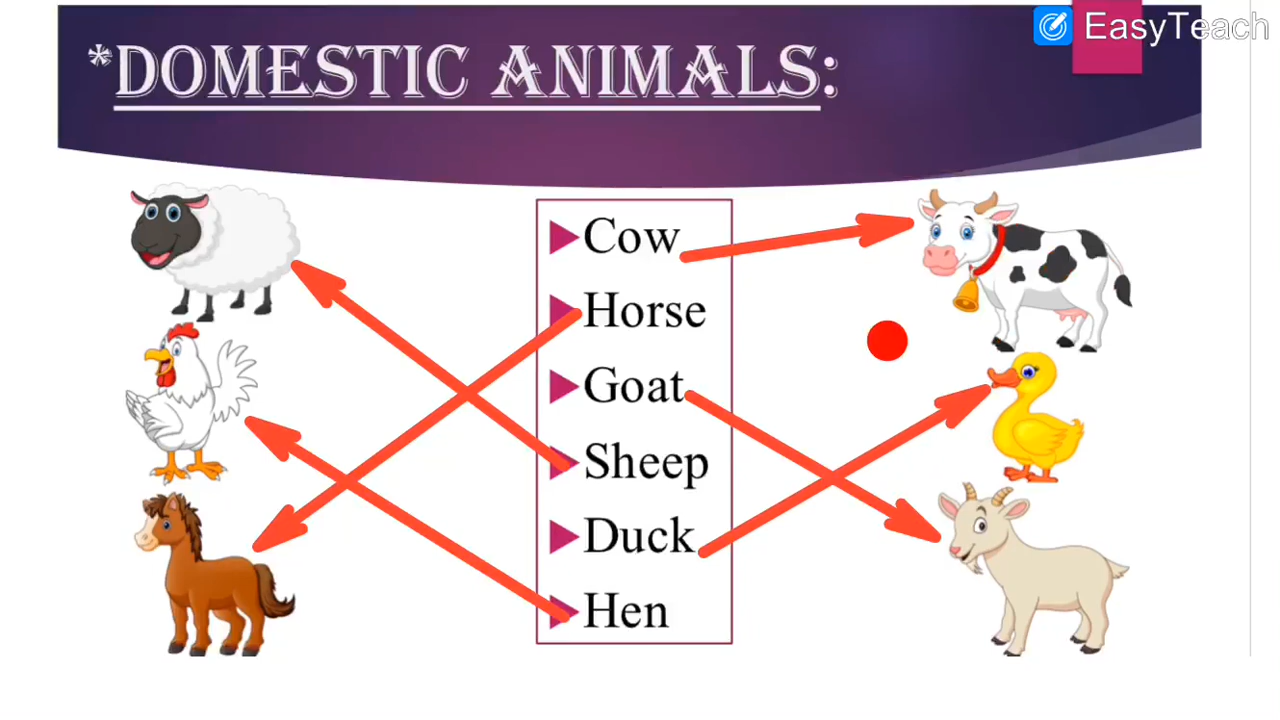 EasyTeach
*DOMESTIC ANIMALS:
Cow
Horse
Goat
Sheep
Duck
Hen